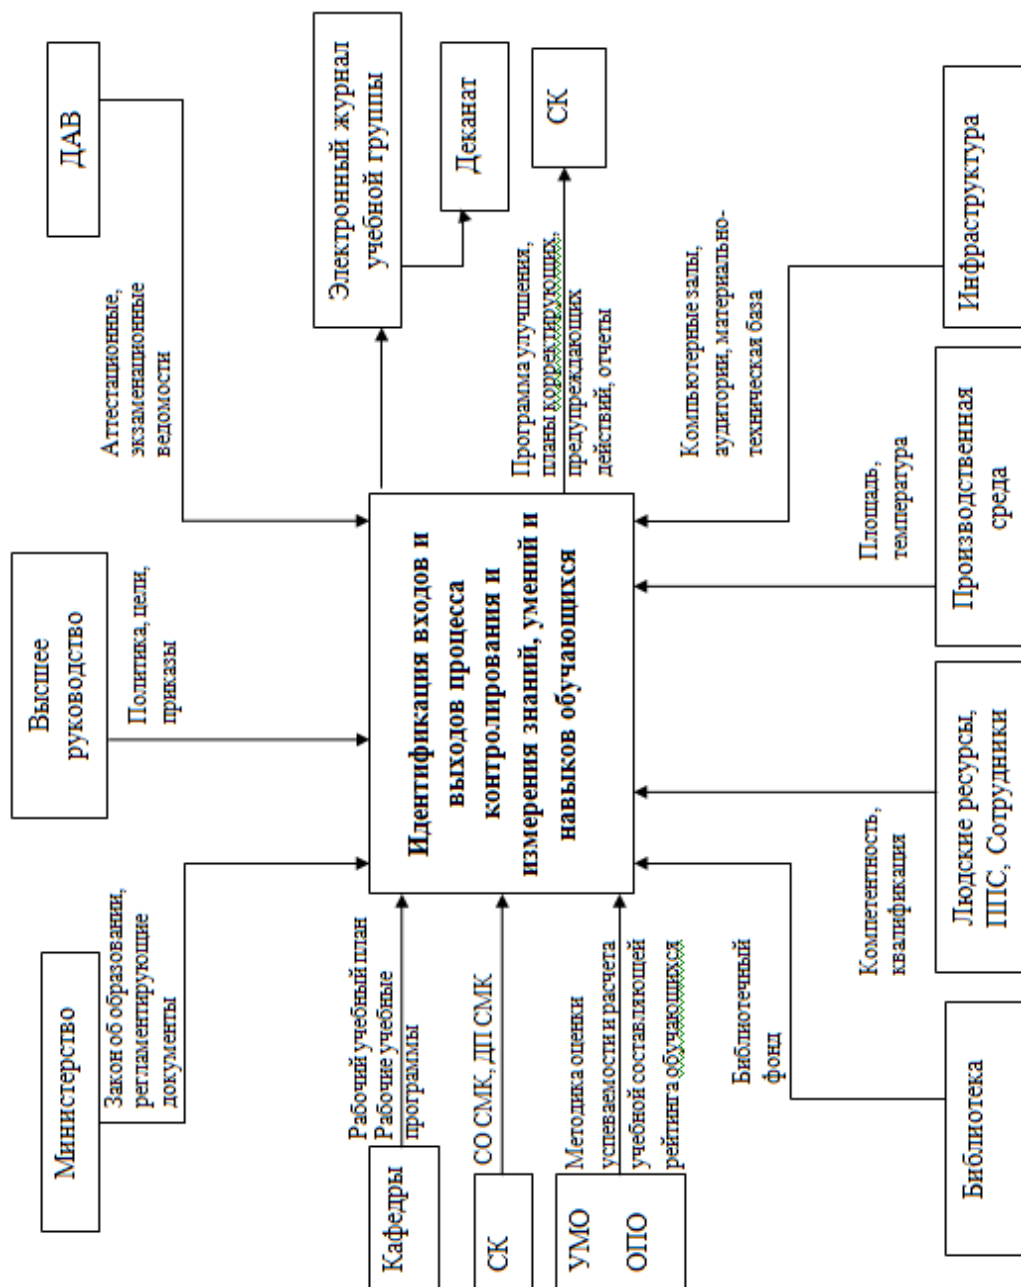 Министерство
Закон об образовании,
регламентирующие
документы
Высшее
руководство
Политика, цели,
приказы
ДАВ
Аттестационные,
экзаменационные
ведомости
Кафедры
Рабочий учебный план
Рабочие учебные
программы
СК
СО СМК, ДП СМК
УМО
ОПО
Методика оценки
успеваемости и расчета
учебной составляющей
рейтинга обучающихся
Идентификация входов и
выходов процесса
контролирования и
измерения знаний, умений и
навыков обучающихся
Электронный журнал
учебной группы
Деканат
СК
Программа улучшения,
планы корректирующих,
предупреждающих
действий, отчеты
Библиотечный
фонд
Библиотека
Компетентность,
квалификация
Людские ресурсы,
ППС, Сотрудники
Площадь,
температура
Производственная
среда
Компьютерные залы,
аудитории, материально-
техническая база
Инфраструктура